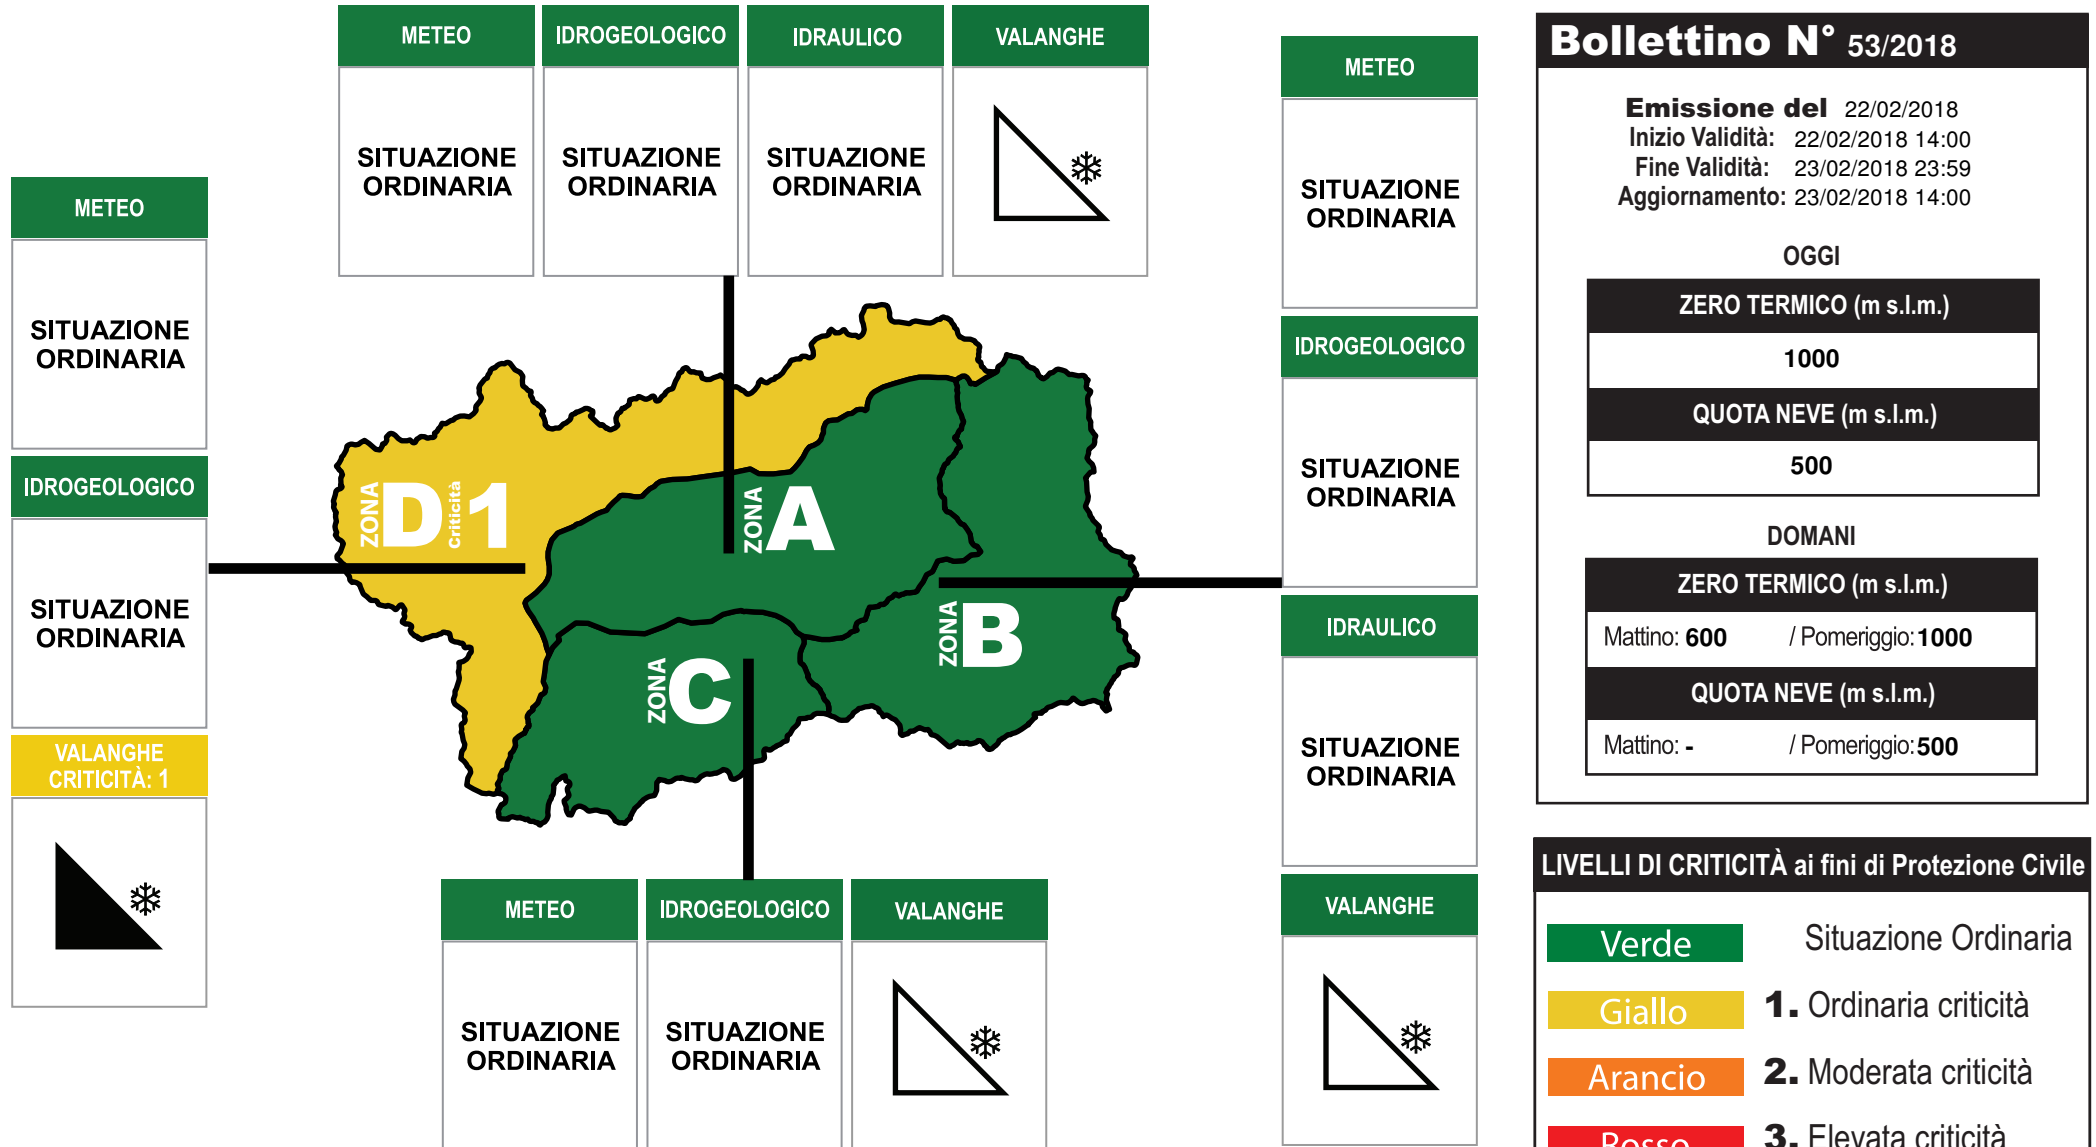 METEO
SITUAZIONE
ORDINARIA
IDROGEOLOGICO
SITUAZIONE
ORDINARIA
IDRAULICO
SITUAZIONE
ORDINARIA
VALANGHE
METEO
SITUAZIONE
ORDINARIA
IDROGEOLOGICO
SITUAZIONE
ORDINARIA
VALANGHE
CRITICITÀ: 1
ZONA D Criticità 1
ZONA A
ZONA B
ZONA C
METEO
SITUAZIONE
ORDINARIA
IDROGEOLOGICO
SITUAZIONE
ORDINARIA
VALANGHE
METEO
SITUAZIONE
ORDINARIA
IDROGEOLOGICO
SITUAZIONE
ORDINARIA
IDRAULICO
SITUAZIONE
ORDINARIA
VALANGHE
Bollettino N° 53/2018
Emissione del 22/02/2018
Inizio Validità: 22/02/2018 14:00
Fine Validità: 23/02/2018 23:59
Aggiornamento: 23/02/2018 14:00
OGGI
ZERO TERMICO (m s.l.m.)
1000
QUOTA NEVE (m s.l.m.)
500
DOMANI
ZERO TERMICO (m s.l.m.)
Mattino: 600 / Pomeriggio: 1000
QUOTA NEVE (m s.l.m.)
Mattino: - / Pomeriggio: 500
LIVELLI DI CRITICITÀ ai fini di Protezione Civile
Verde Situazione Ordinaria
Giallo 1. Ordinaria criticità
Arancio 2. Moderata criticità
Rosso 3. Elevata criticità